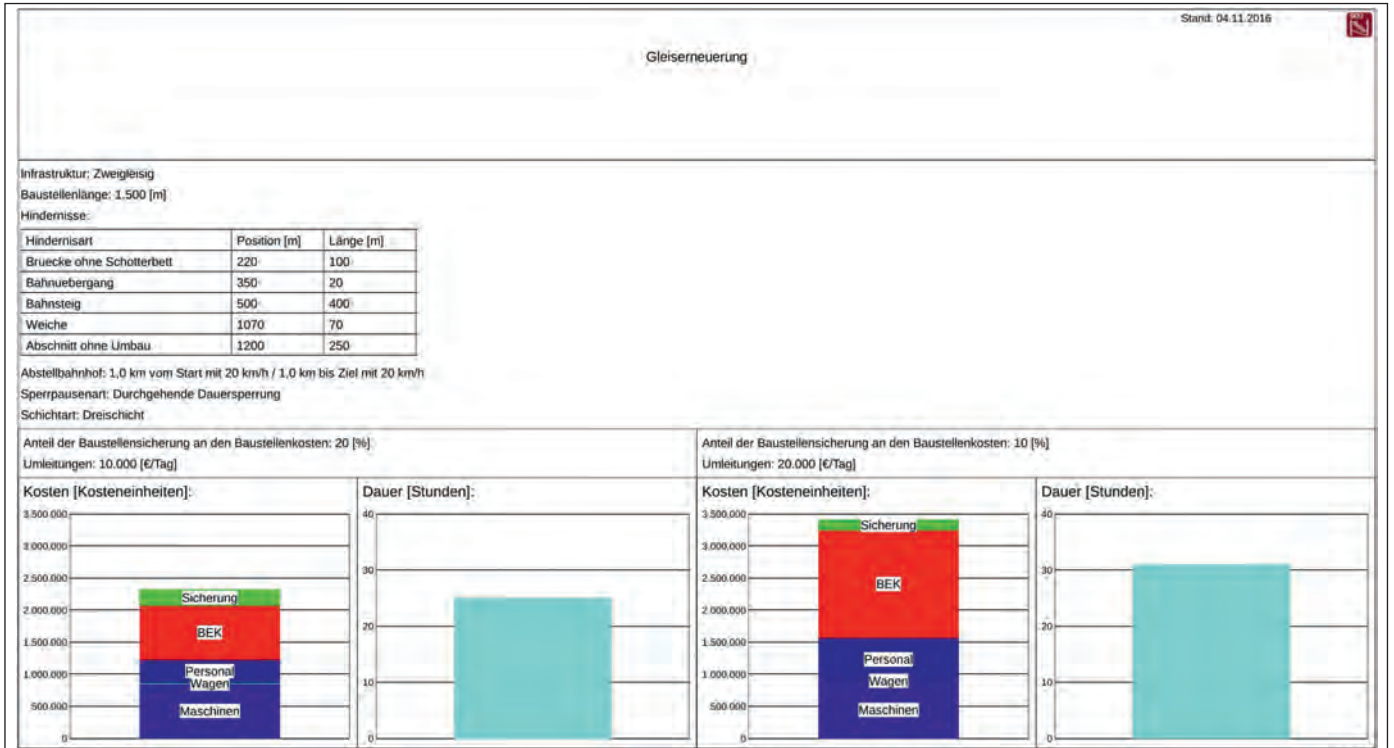 Stand: 04.11.2016
Gleiserneuerung
Infrastruktur: Zweigleisig
Baustellenlänge: 1.500 [m]
Hindernisse:
Hindernisart Position [m] Länge [m]
Bruecke ohne Schotterbett 220 100
Bahnuebergang 350 20
Bahnsteig 500 400
Weiche 1070 70
Abschnitt ohne Umbau 1200 250
Abstellbahnhof: 1,0 km vom Start mit 20 km/h / 1,0 km bis Ziel mit 20 km/h
Sperrpausenart: Durchgehende Dauersperrung
Schichtart: Dreischicht
Anteil der Baustellensicherung an den Baustellenkosten: 20 [%]
Umleitungen: 10.000 [€/Tag]
Kosten [Kosteneinheiten]:
3.500.000
3.000.000
2.500.000
2.000.000
1.500.000
1.000.000
500.000
0
Sicherung
BEK
Personal
Wagen
Maschinen
Dauer [Stunden]:
40
30
20
10
0
Anteil der Baustellensicherung an den Baustellenkosten: 10 [%]
Umleitungen: 20.000 [€/Tag]
Kosten [Kosteneinheiten]:
3.500.000
3.000.000
2.500.000
2.000.000
1.500.000
1.000.000
500.000
0
Sicherung
BEK
Personal
Wagen
Maschinen
Dauer [Stunden]:
40
30
20
10
0